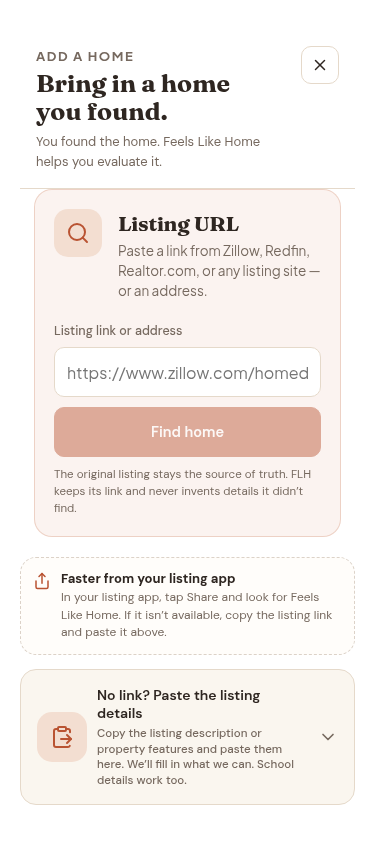 ADD A HOME
Bring in a home
you found.
You found the home. Feels Like Home
helps you evaluate it.
Listing URL
Paste a link from Zillow, Redfin,
Realtor.com, or any listing site —
or an address.
Listing link or address
https://www.zillow.com/homed
Find home
The original listing stays the source of truth. FLH
keeps its link and never invents details it didn’t
find.
Faster from your listing app
In your listing app, tap Share and look for Feels
Like Home. If it isn’t available, copy the listing link
and paste it above.
No link? Paste the listing
details
Copy the listing description or
property features and paste them
here. We’ll fill in what we can. School
details work too.